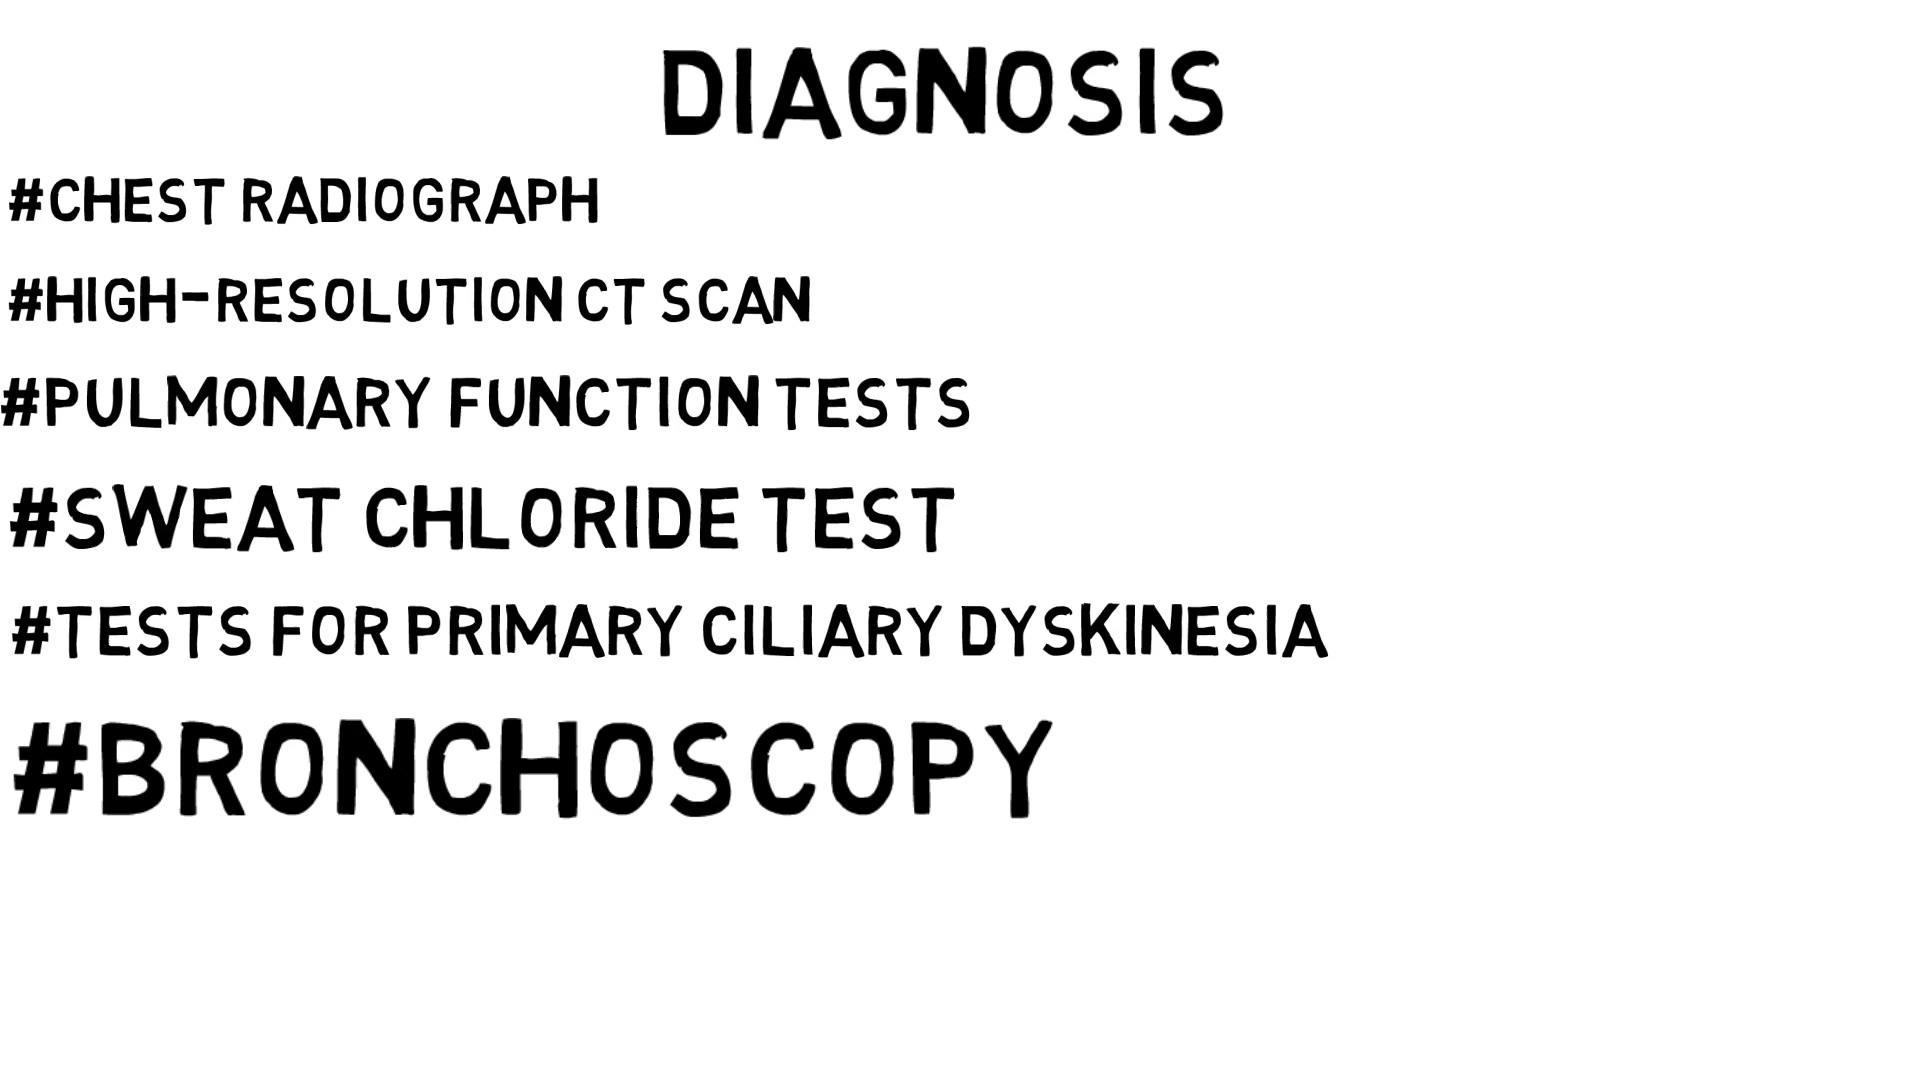 DIAGNOSIS
#CHEST RADIOGRAPH
#HIGH-RESOLUTION CT SCAN
#PULMONARY FUNCTION TESTS
#SWEAT CHLORIDE TEST
#TESTS FOR PRIMARY CILIARY DYSKINESIA
#BRONCHOSCOPY